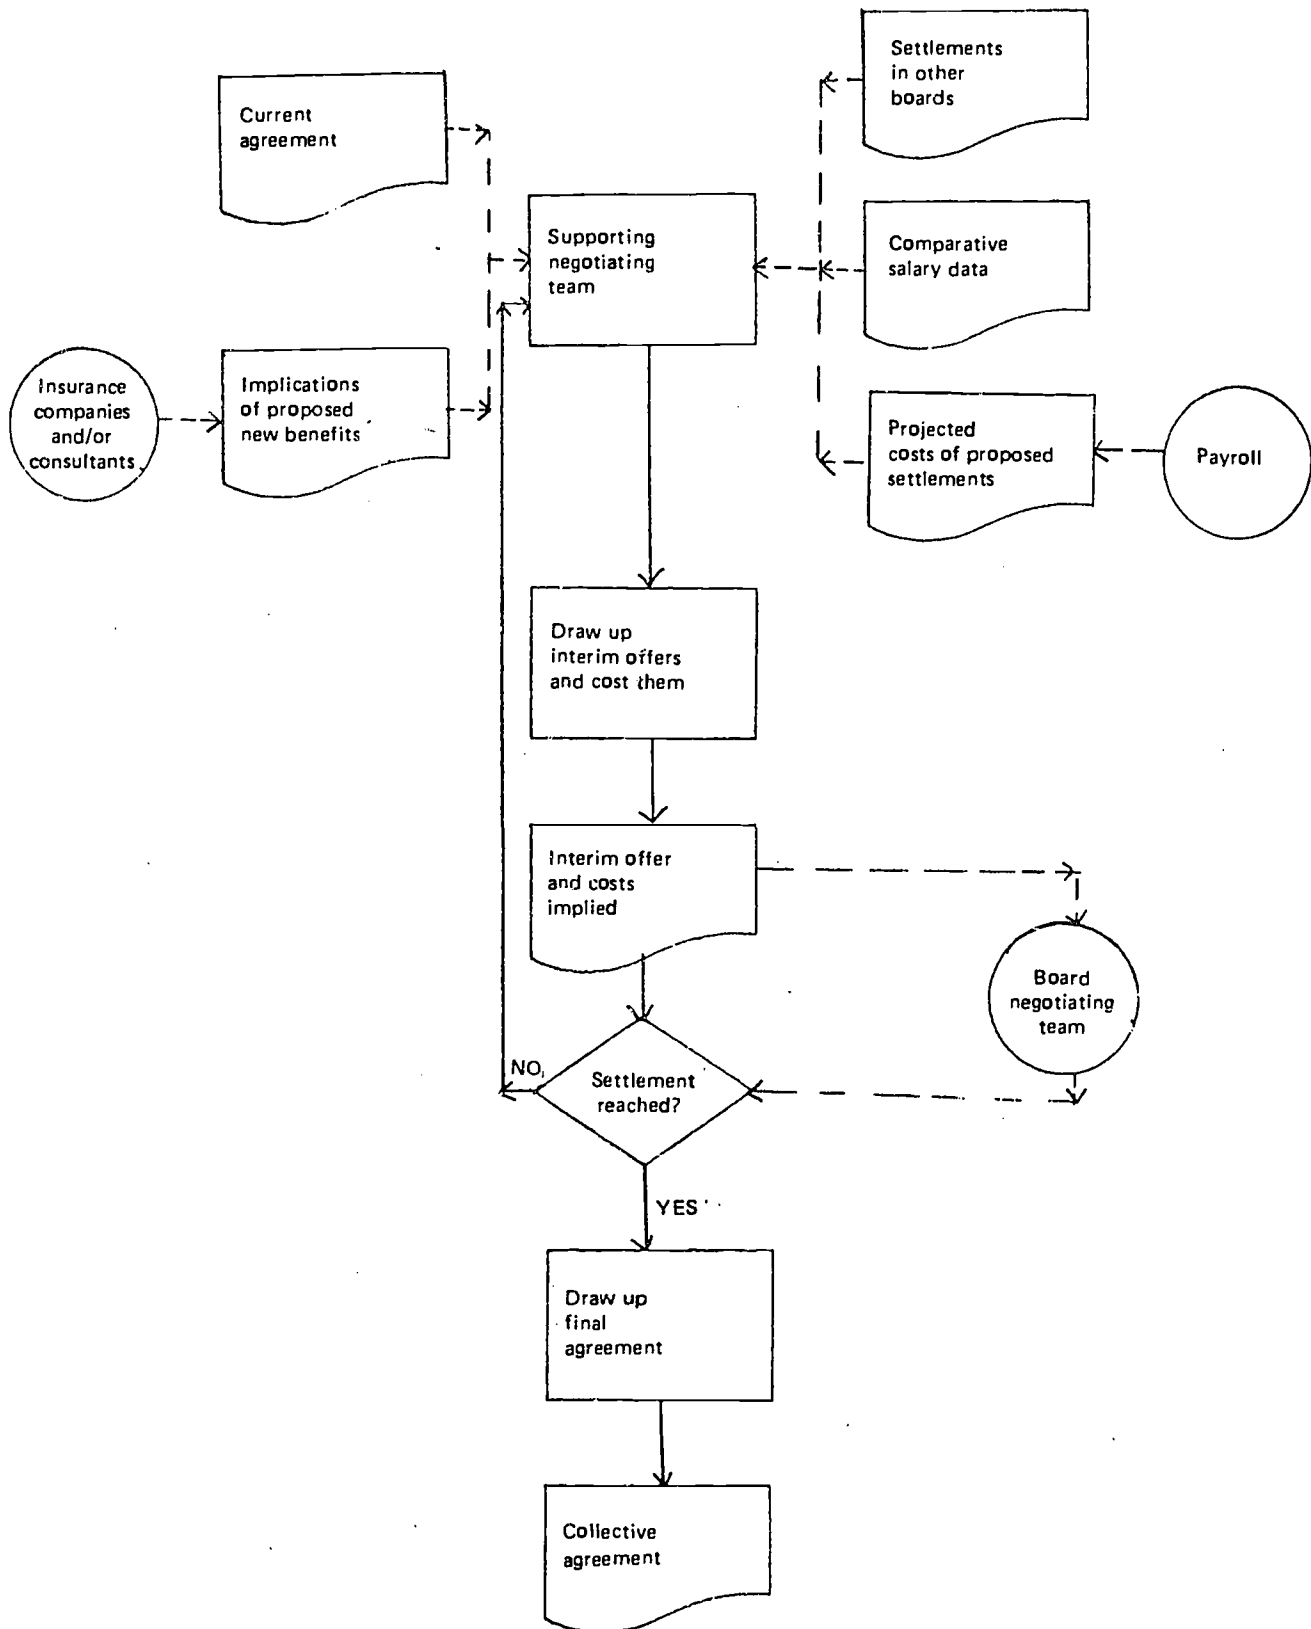 Settlements
in other
boards
Current
agreement
Supporting
negotiating
team
Comparative
salary data
Insurance
companies
and/or
consultants
Implications
of proposed
new benefits
Projected
costs of proposed
settlements
Payroll
Draw up
interim offers
and cost them
Interim offer
and costs
implied
Board
negotiating
team
NO
Settlement
reached?
YES
Draw up
final
agreement
Collective
agreement